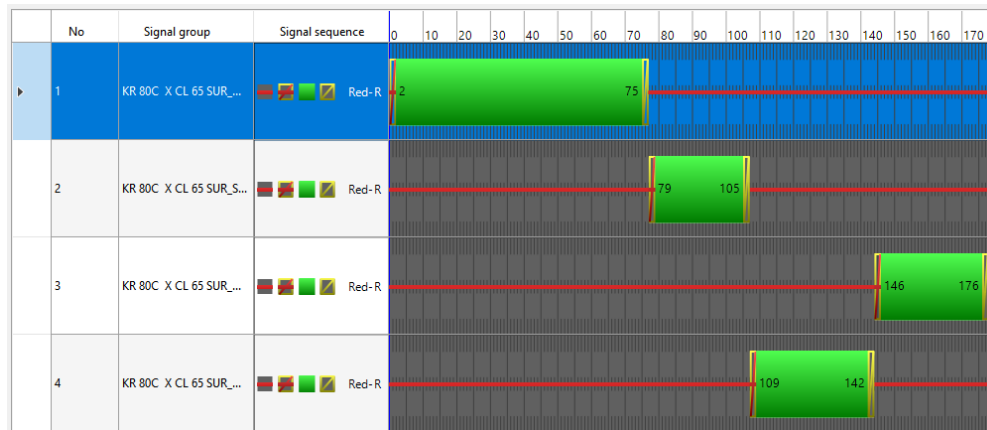 No Signal group Signal sequence 0 10 20 30 40 50 60 70 80 90 100 110 120 130 140 150 160 170
1 KR 80C X CL 65 SUR_... Red-R 2 75
2 KR 80C X CL 65 SUR_S... Red-R 79 105
3 KR 80C X CL 65 SUR_... Red-R 146 176
4 KR 80C X CL 65 SUR_... Red-R 109 142